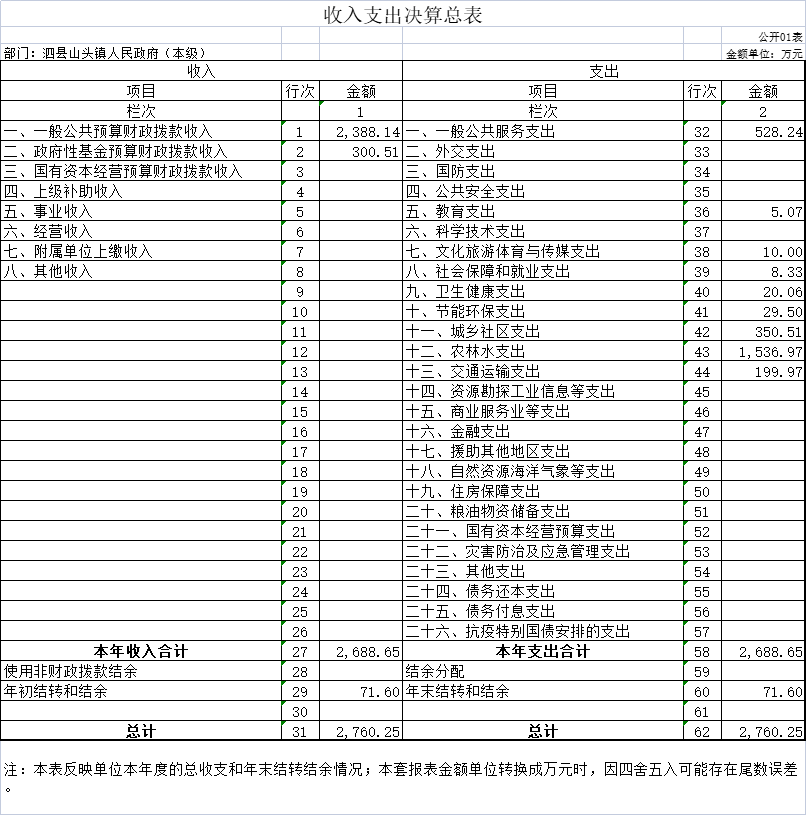 收入支出决算总表
公开01表
部门：泗县山头镇人民政府（本级） 金额单位：万元
收入 支出
项目 行次 金额 项目 行次 金额
栏次 1 栏次 2
一、一般公共预算财政拨款收入 1 2,388.14 一、一般公共服务支出 32 528.24
二、政府性基金预算财政拨款收入 2 300.51 二、外交支出 33
三、国有资本经营预算财政拨款收入 3 三、国防支出 34
四、上级补助收入 4 四、公共安全支出 35
五、事业收入 5 五、教育支出 36 5.07
六、经营收入 6 六、科学技术支出 37
七、附属单位上缴收入 7 七、文化旅游体育与传媒支出 38 10.00
八、其他收入 8 八、社会保障和就业支出 39 8.33
9 九、卫生健康支出 40 20.06
10 十、节能环保支出 41 29.50
11 十一、城乡社区支出 42 350.51
12 十二、农林水支出 43 1,536.97
13 十三、交通运输支出 44 199.97
14 十四、资源勘探工业信息等支出 45
15 十五、商业服务业等支出 46
16 十六、金融支出 47
17 十七、援助其他地区支出 48
18 十八、自然资源海洋气象等支出 49
19 十九、住房保障支出 50
20 二十、粮油物资储备支出 51
21 二十一、国有资本经营预算支出 52
22 二十二、灾害防治及应急管理支出 53
23 二十三、其他支出 54
24 二十四、债务还本支出 55
25 二十五、债务付息支出 56
26 二十六、抗疫特别国债安排的支出 57
本年收入合计 27 2,688.65 本年支出合计 58 2,688.65
使用非财政拨款结余 28 结余分配 59
年初结转和结余 29 71.60 年末结转和结余 60 71.60
30 61
总计 31 2,760.25 总计 62 2,760.25
注：本表反映单位本年度的总收支和年末结转结余情况；本套报表金额单位转换成万元时，因四舍五入可能存在尾数误差
。